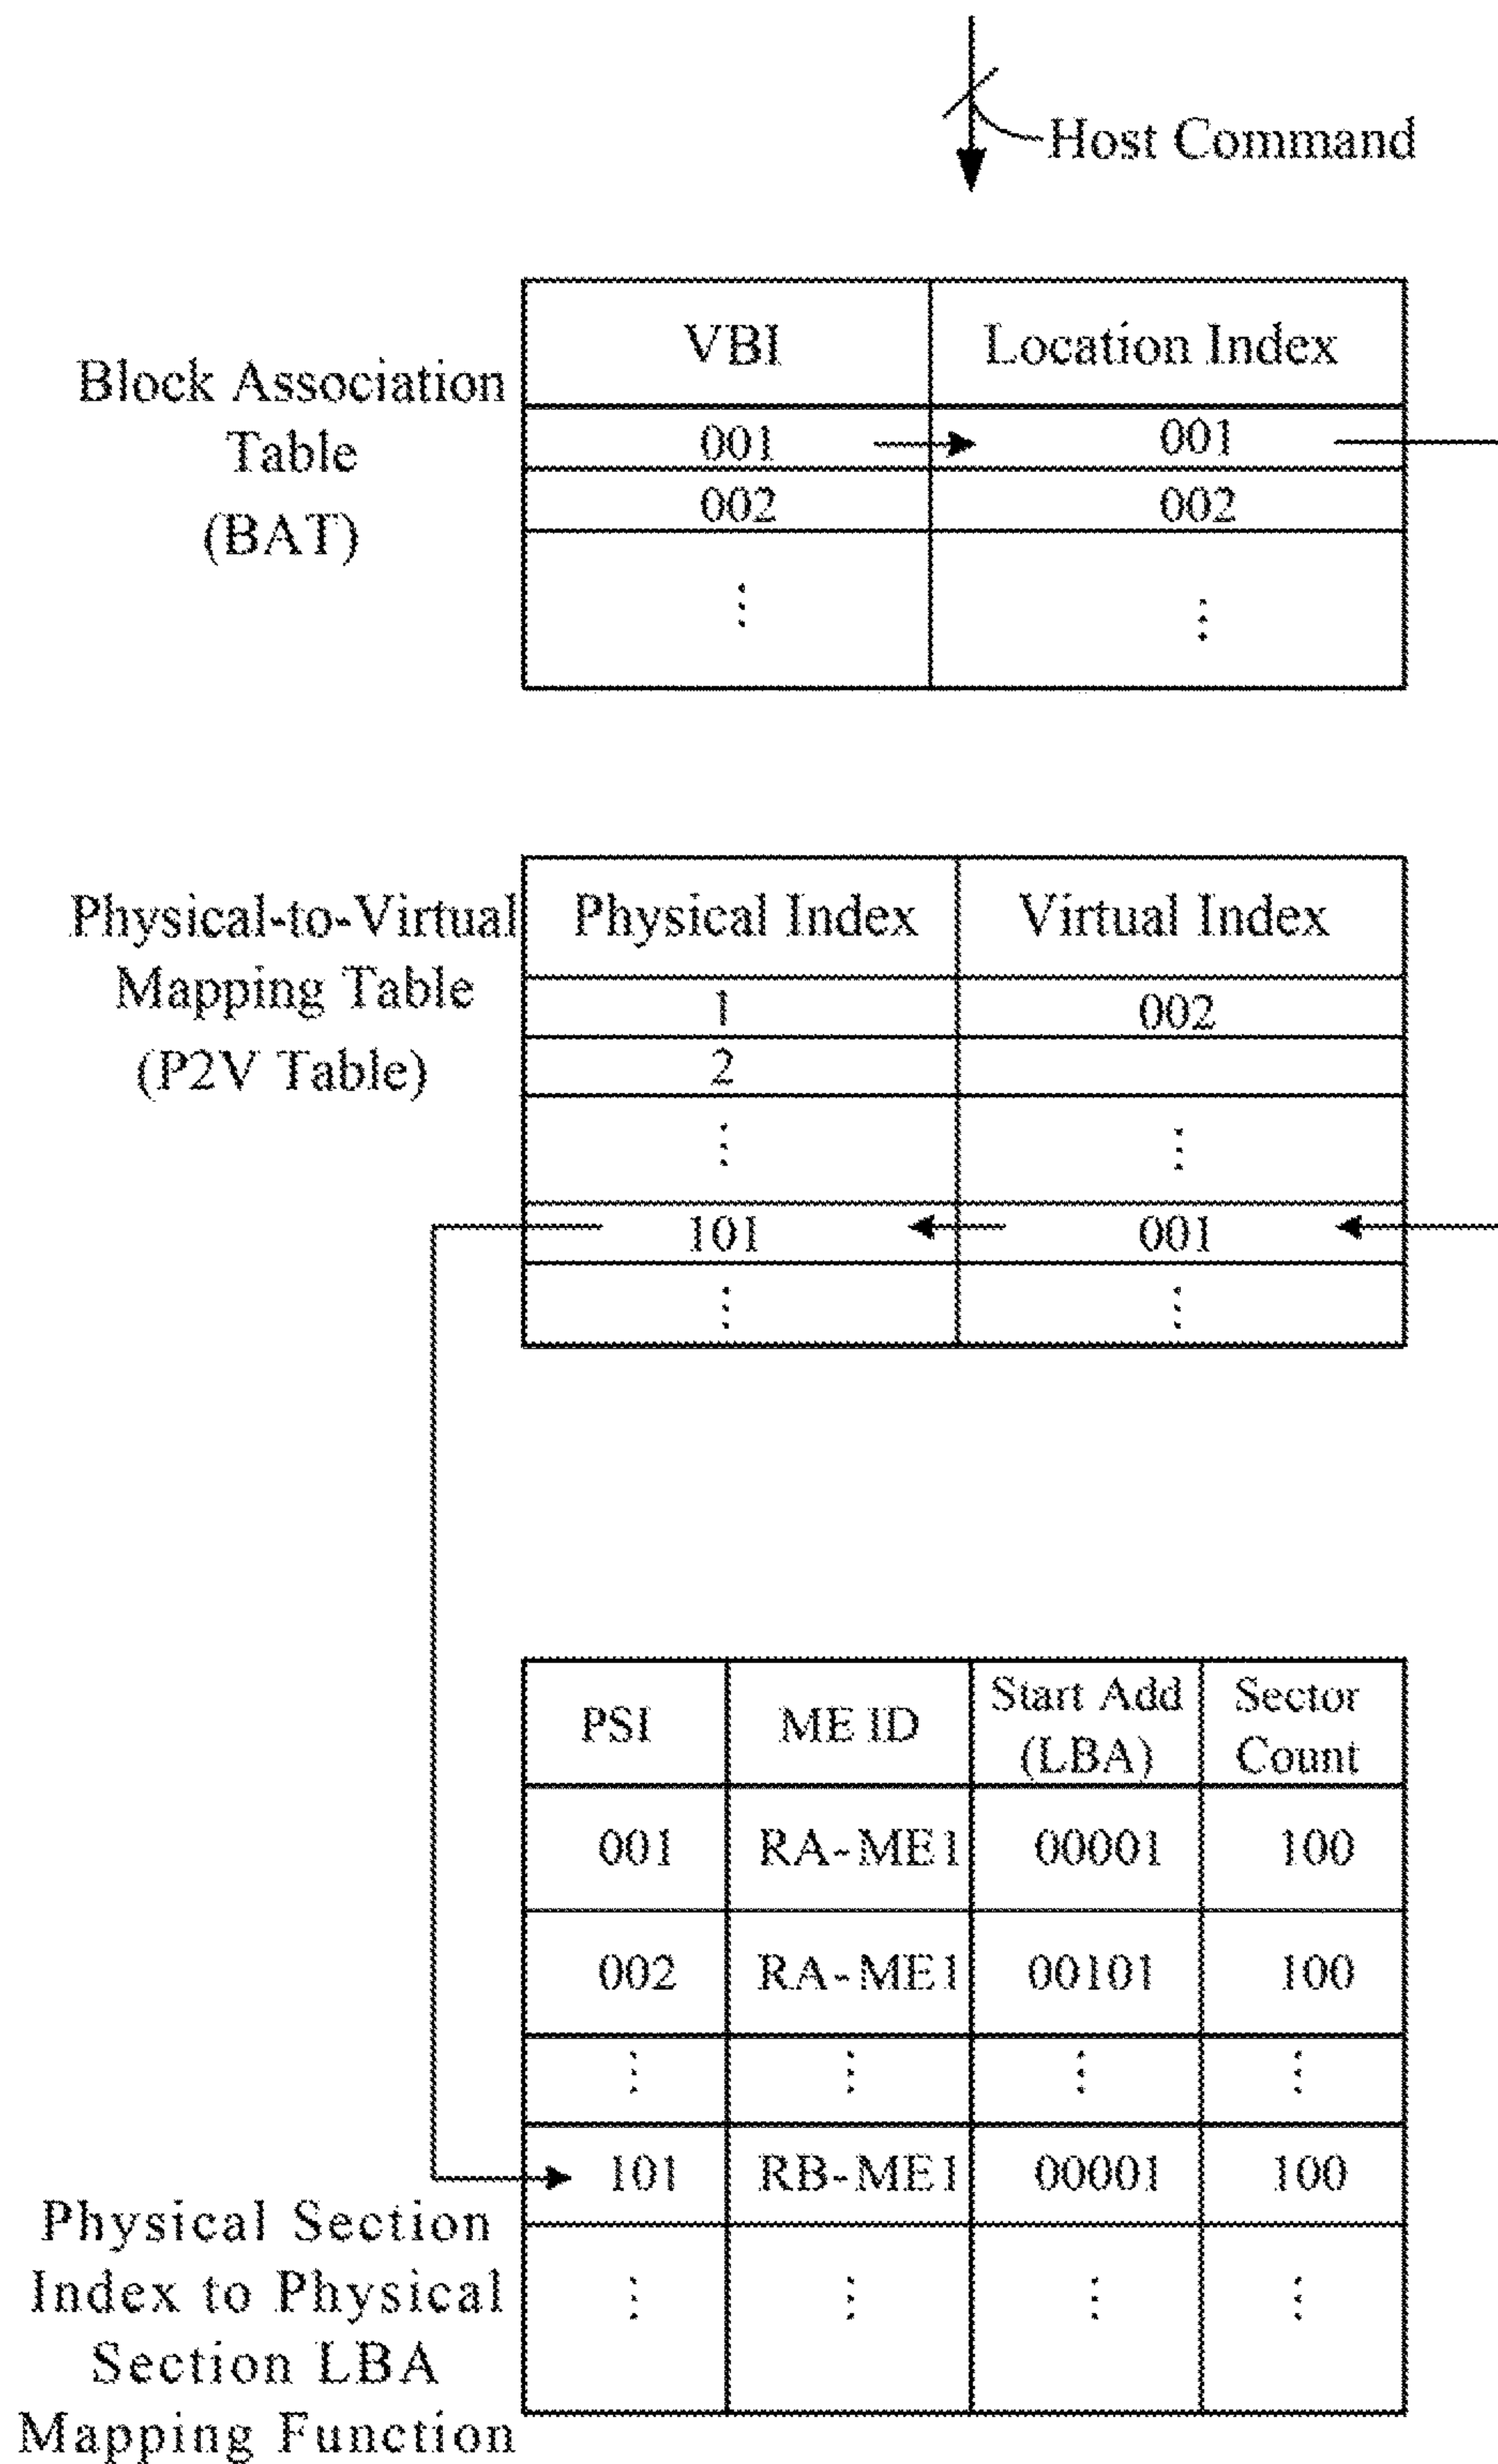 Host Command
Block Association
Table
(BAT)
VBI Location Index
001 001
002 002
⋮ ⋮
Physical-to-Virtual
Mapping Table
(P2V Table)
Physical Index Virtual Index
1 002
2
⋮ ⋮
101 001
⋮ ⋮
PSI ME ID Start Add (LBA) Sector Count
001 RA-ME1 00001 100
002 RA-ME1 00101 100
⋮ ⋮ ⋮ ⋮
101 RB-ME1 00001 100
⋮ ⋮ ⋮ ⋮
Physical Section
Index to Physical
Section LBA
Mapping Function